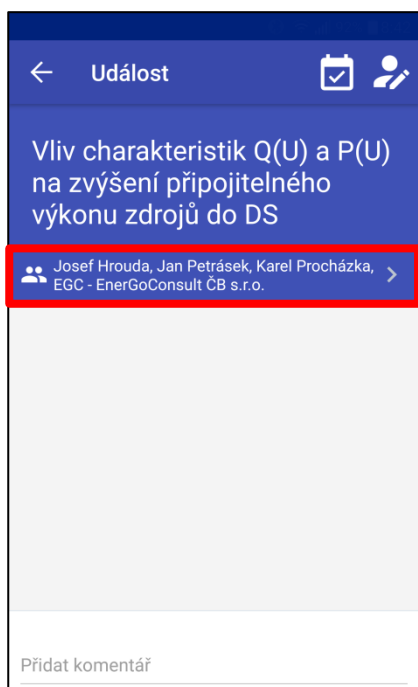 Událost
Vliv charakteristik Q(U) a P(U)
na zvýšení připojitelného
výkonu zdrojů do DS
Josef Hrouda, Jan Petrásek, Karel Procházka,
EGC - EnerGoConsult ČB s.r.o.
Přidat komentář